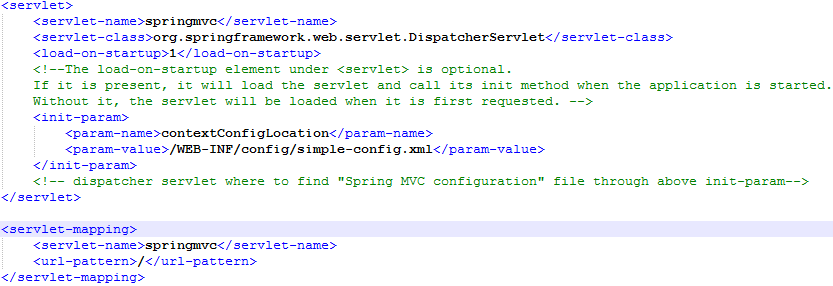 <servlet>
    <servlet-name>springmvc</servlet-name>
    <servlet-class>org.springframework.web.servlet.DispatcherServlet</servlet-class>
    <load-on-startup>1</load-on-startup>
    <!--The load-on-startup element under <servlet> is optional.
    If it is present, it will load the servlet and call its init method when the application is started.
    Without it, the servlet will be loaded when it is first requested. -->
    <init-param>
        <param-name>contextConfigLocation</param-name>
        <param-value>/WEB-INF/config/simple-config.xml</param-value>
    </init-param>
    <!-- dispatcher servlet where to find "Spring MVC configuration" file through above init-param-->
</servlet>

<servlet-mapping>
    <servlet-name>springmvc</servlet-name>
    <url-pattern>/</url-pattern>
</servlet-mapping>